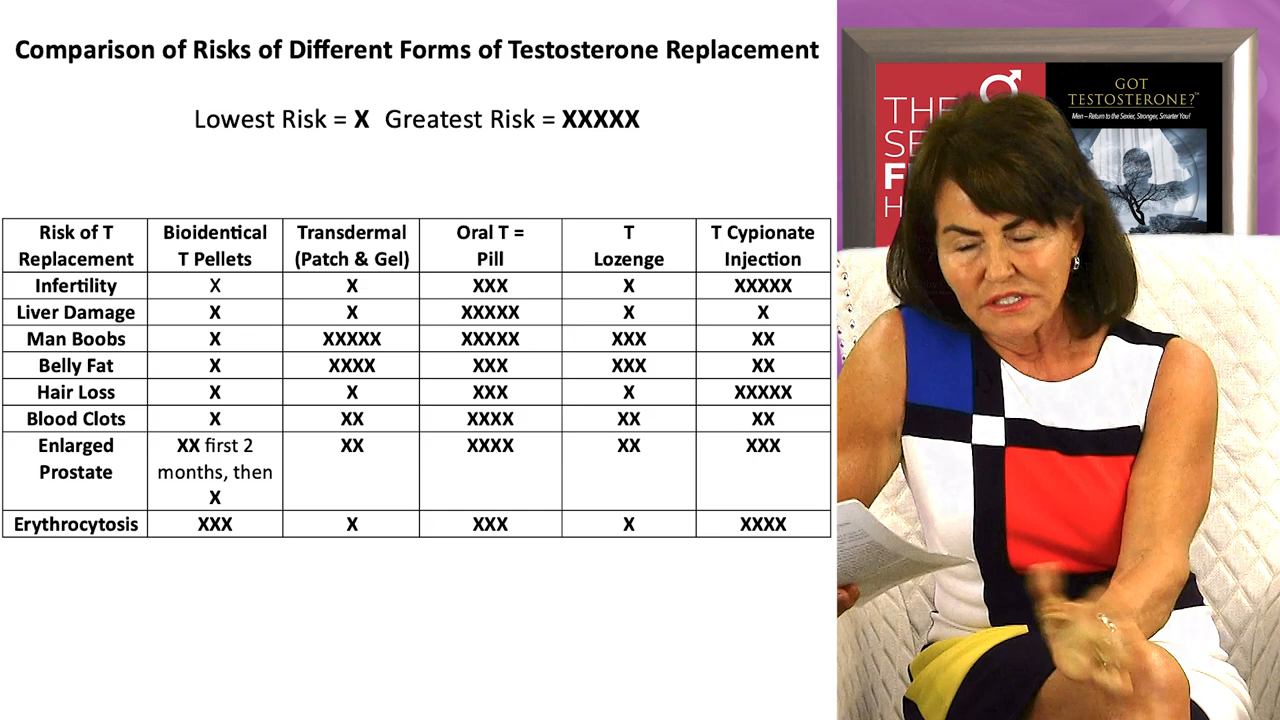 Comparison of Risks of Different Forms of Testosterone Replacement
Lowest Risk = X Greatest Risk = XXXXX
Risk of T Replacement | Bioidentical T Pellets | Transdermal (Patch & Gel) | Oral T = Pill | T Lozenge | T Cypionate Injection
Infertility | X | X | XXX | X | XXXXX
Liver Damage | X | X | XXXXX | X | X
Man Boobs | X | XXXXX | XXXXX | XXX | XX
Belly Fat | X | XXXX | XXX | XXX | XX
Hair Loss | X | X | XXX | X | XXXXX
Blood Clots | X | XX | XXXX | XX | XX
Enlarged Prostate | XX first 2 months, then X | XX | XXXX | XX | XXX
Erythrocytosis | XXX | X | XXX | X | XXXX
THE
SE
F
H
GOT
TESTOSTERONE?™
Men – Return to the Sexier, Stronger, Smarter You!